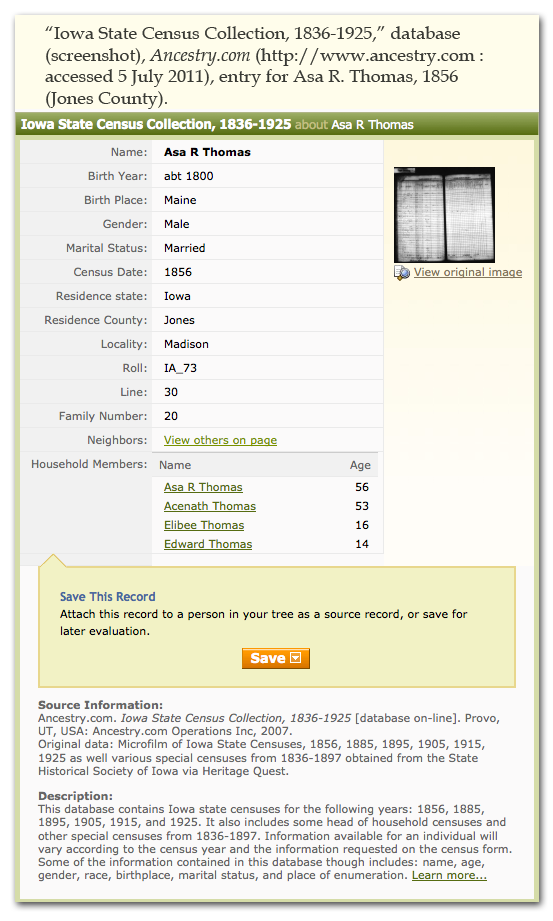 “Iowa State Census Collection, 1836-1925,” database
(screenshot), Ancestry.com (http://www.ancestry.com :
accessed 5 July 2011), entry for Asa R. Thomas, 1856
(Jones County).
Iowa State Census Collection, 1836-1925 about Asa R Thomas
Name: Asa R Thomas
Birth Year: abt 1800
Birth Place: Maine
Gender: Male
Marital Status: Married
Census Date: 1856
Residence state: Iowa
Residence County: Jones
Locality: Madison
Roll: IA_73
Line: 30
Family Number: 20
Neighbors: View others on page
Household Members: Name Age
Asa R Thomas 56
Acenath Thomas 53
Elibee Thomas 16
Edward Thomas 14
View original image
Save This Record
Attach this record to a person in your tree as a source record, or save for
later evaluation.
Save
Source Information:
Ancestry.com. Iowa State Census Collection, 1836-1925 [database on-line]. Provo,
UT, USA: Ancestry.com Operations Inc, 2007.
Original data: Microfilm of Iowa State Censuses, 1856, 1885, 1895, 1905, 1915,
1925 as well various special censuses from 1836-1897 obtained from the State
Historical Society of Iowa via Heritage Quest.
Description:
This database contains Iowa state censuses for the following years: 1856, 1885,
1895, 1905, 1915, and 1925. It also includes some head of household censuses and
other special censuses from 1836-1897. Information available for an individual will
vary according to the census year and the information requested on the census form.
Some of the information contained in this database though includes: name, age,
gender, race, birthplace, marital status, and place of enumeration. Learn more...